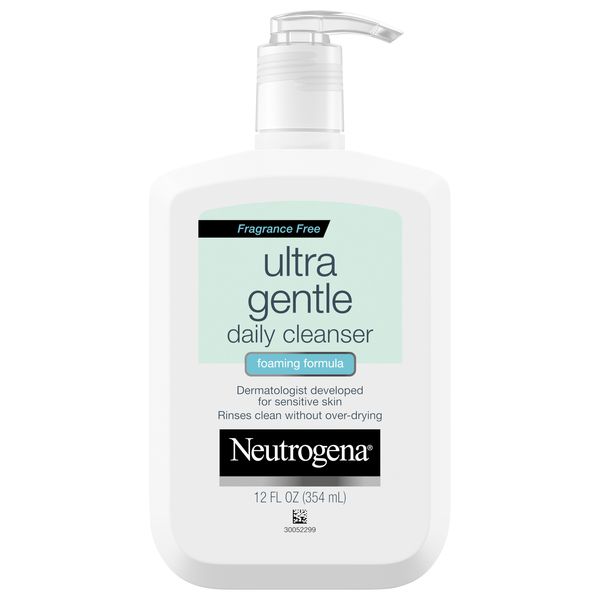 Fragrance Free
ultra
gentle
daily cleanser
foaming formula
Dermatologist developed
for sensitive skin
Rinses clean without over-drying
Neutrogena®
12 FL OZ (354 mL)
30052299